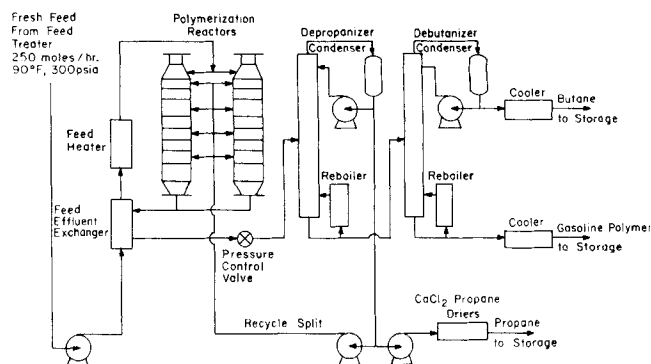 Fresh Feed
From Feed
Treater
250 moles/hr.
90°F, 300psia
Polymerization
Reactors
Depropanizer
Condenser
Debutanizer
Condenser
Feed
Heater
Cooler
Butane
to Storage
Reboiler
Reboiler
Feed
Effluent
Exchanger
Pressure
Control
Valve
Cooler
Gasoline Polymer
to Storage
CaCl2 Propane
Driers
Recycle Split
Propane
to Storage